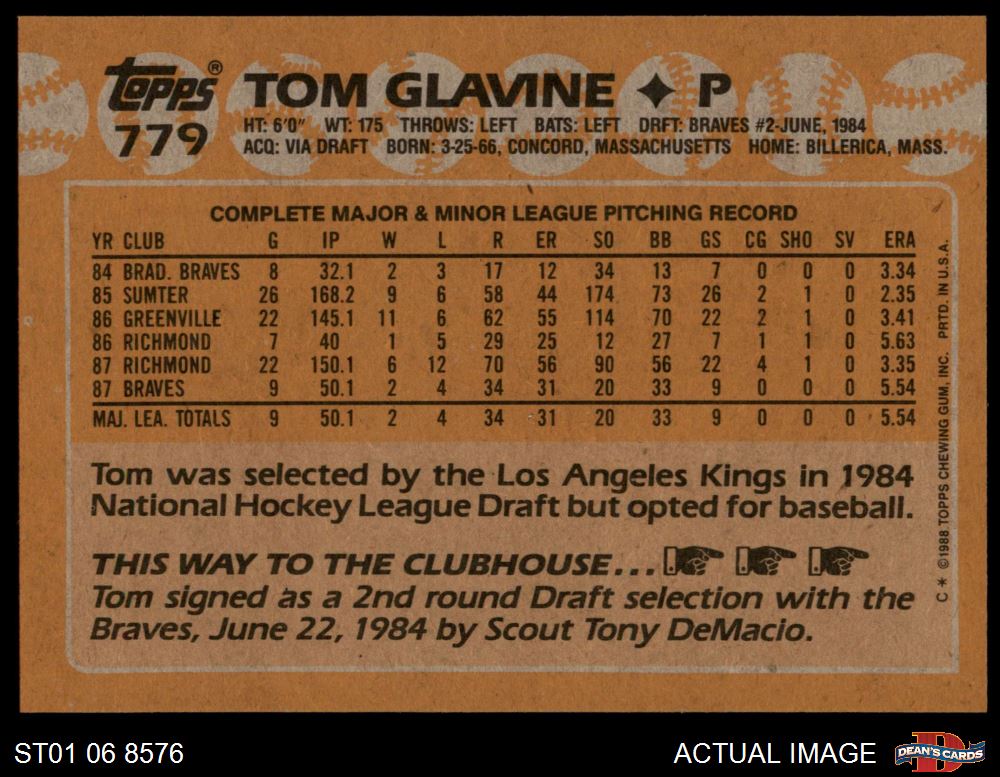 Topps®
779
TOM GLAVINE ✦ P
HT: 6'0" WT: 175 THROWS: LEFT BATS: LEFT DRFT: BRAVES #2-JUNE, 1984
ACQ: VIA DRAFT BORN: 3-25-66, CONCORD, MASSACHUSETTS HOME: BILLERICA, MASS.
COMPLETE MAJOR & MINOR LEAGUE PITCHING RECORD
YR CLUB G IP W L R ER SO BB GS CG SHO SV ERA
84 BRAD. BRAVES 8 32.1 2 3 17 12 34 13 7 0 0 0 3.34
85 SUMTER 26 168.2 9 6 58 44 174 73 26 2 1 0 2.35
86 GREENVILLE 22 145.1 11 6 62 55 114 70 22 2 1 0 3.41
86 RICHMOND 7 40 1 5 29 25 12 27 7 1 1 0 5.63
87 RICHMOND 22 150.1 6 12 70 56 90 56 22 4 1 0 3.35
87 BRAVES 9 50.1 2 4 34 31 20 33 9 0 0 0 5.54
MAJ. LEA. TOTALS 9 50.1 2 4 34 31 20 33 9 0 0 0 5.54
Tom was selected by the Los Angeles Kings in 1984
National Hockey League Draft but opted for baseball.
THIS WAY TO THE CLUBHOUSE...
Tom signed as a 2nd round Draft selection with the
Braves, June 22, 1984 by Scout Tony DeMacio.
C * ©1988 TOPPS CHEWING GUM, INC. PRTD. IN U.S.A.
ST01 06 8576
ACTUAL IMAGE
D
DEAN'S CARDS